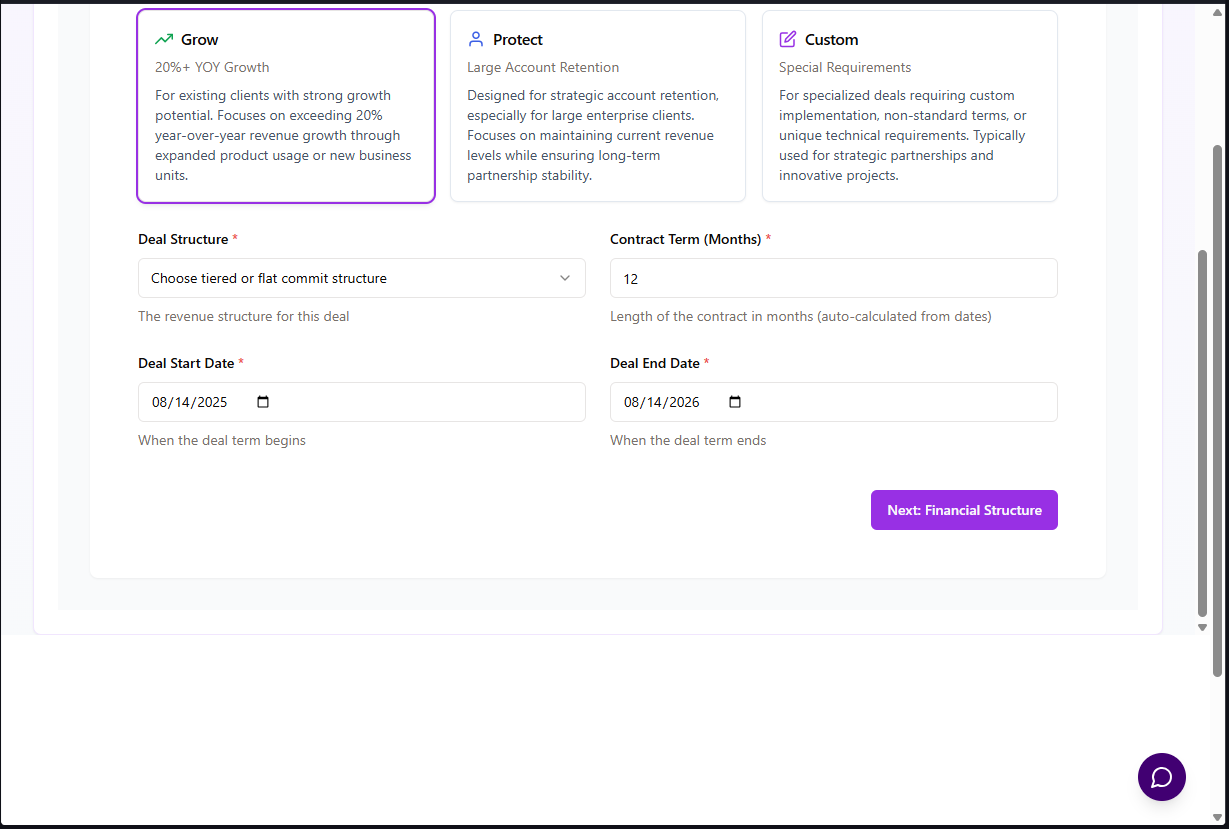 Grow
20%+ YOY Growth
For existing clients with strong growth
potential. Focuses on exceeding 20%
year-over-year revenue growth through
expanded product usage or new business
units.
Protect
Large Account Retention
Designed for strategic account retention,
especially for large enterprise clients.
Focuses on maintaining current revenue
levels while ensuring long-term
partnership stability.
Custom
Special Requirements
For specialized deals requiring custom
implementation, non-standard terms, or
unique technical requirements. Typically
used for strategic partnerships and
innovative projects.
Deal Structure *
Choose tiered or flat commit structure
The revenue structure for this deal
Contract Term (Months) *
12
Length of the contract in months (auto-calculated from dates)
Deal Start Date *
08/14/2025
When the deal term begins
Deal End Date *
08/14/2026
When the deal term ends
Next: Financial Structure